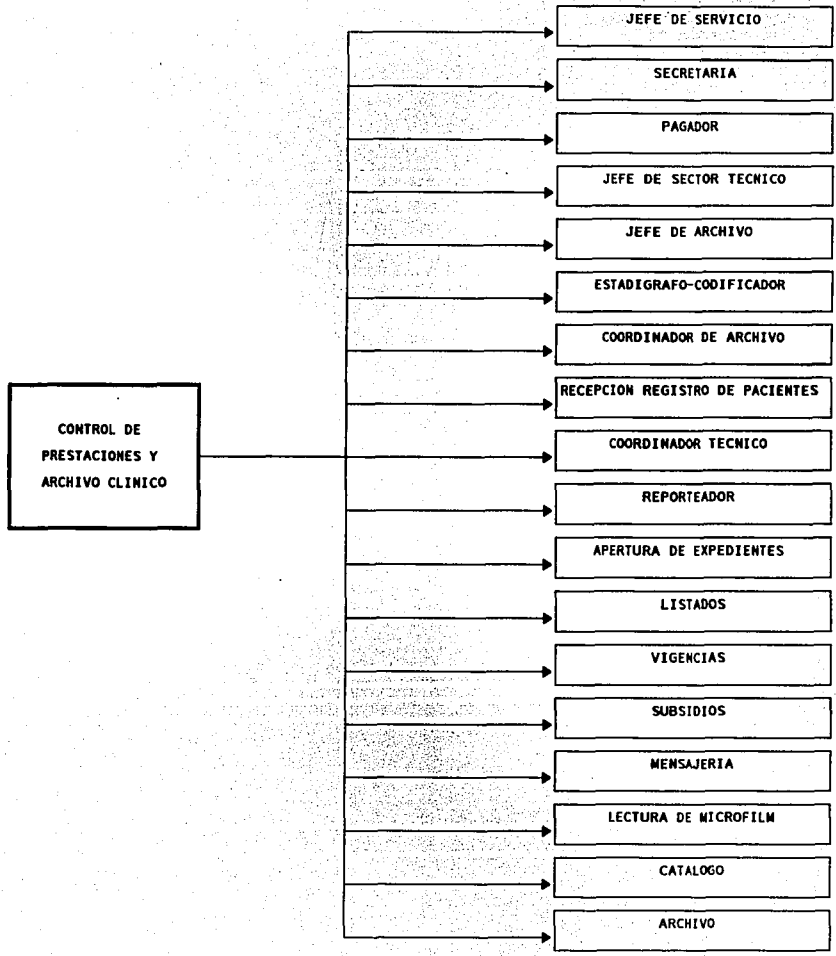 JEFE DE SERVICIO
SECRETARIA
PAGADOR
JEFE DE SECTOR TECNICO
JEFE DE ARCHIVO
ESTADIGRAFO-CODIFICADOR
COORDINADOR DE ARCHIVO
RECEPCION REGISTRO DE PACIENTES
CONTROL DE
PRESTACIONES Y
ARCHIVO CLINICO
COORDINADOR TECNICO
REPORTEADOR
APERTURA DE EXPEDIENTES
LISTADOS
VIGENCIAS
SUBSIDIOS
MENSAJERIA
LECTURA DE MICROFILM
CATALOGO
ARCHIVO